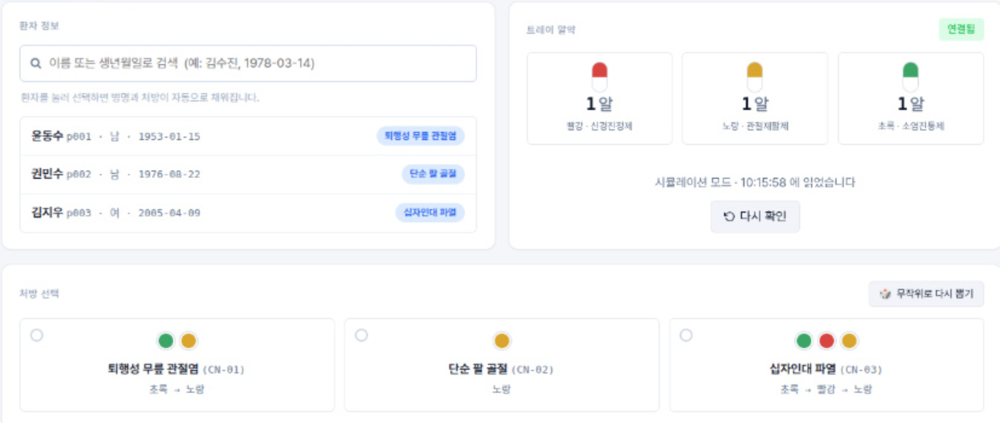 환자 정보
이름 또는 생년월일로 검색 (예: 김수진, 1978-03-14)
환자를 눌러 선택하면 병명과 처방이 자동으로 채워집니다.
윤동수 p001 · 남 · 1953-01-15 퇴행성 무릎 관절염
권민수 p002 · 남 · 1976-08-22 단순 팔 골절
김지우 p003 · 여 · 2005-04-09 십자인대 파열
트레이 알약 연결됨
1알 1알 1알
빨강 · 신경진정제 노랑 · 관절재활제 초록 · 소염진통제
시뮬레이션 모드 · 10:15:58 에 읽었습니다
다시 확인
처방 선택 무작위로 다시 뽑기
퇴행성 무릎 관절염 (CN-01) 단순 팔 골절 (CN-02) 십자인대 파열 (CN-03)
초록 → 노랑 노랑 초록 → 빨강 → 노랑